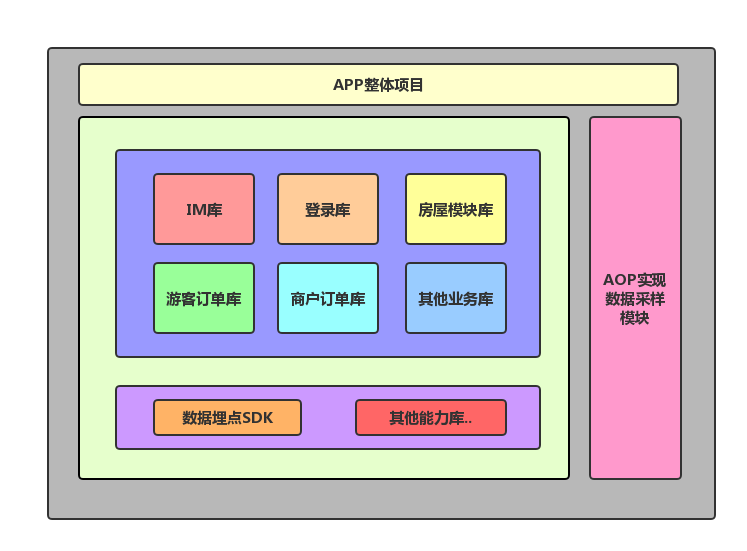 APP整体项目
IM库
登录库
房屋模块库
游客订单库
商户订单库
其他业务库
数据埋点SDK
其他能力库..
AOP实现
数据采样
模块